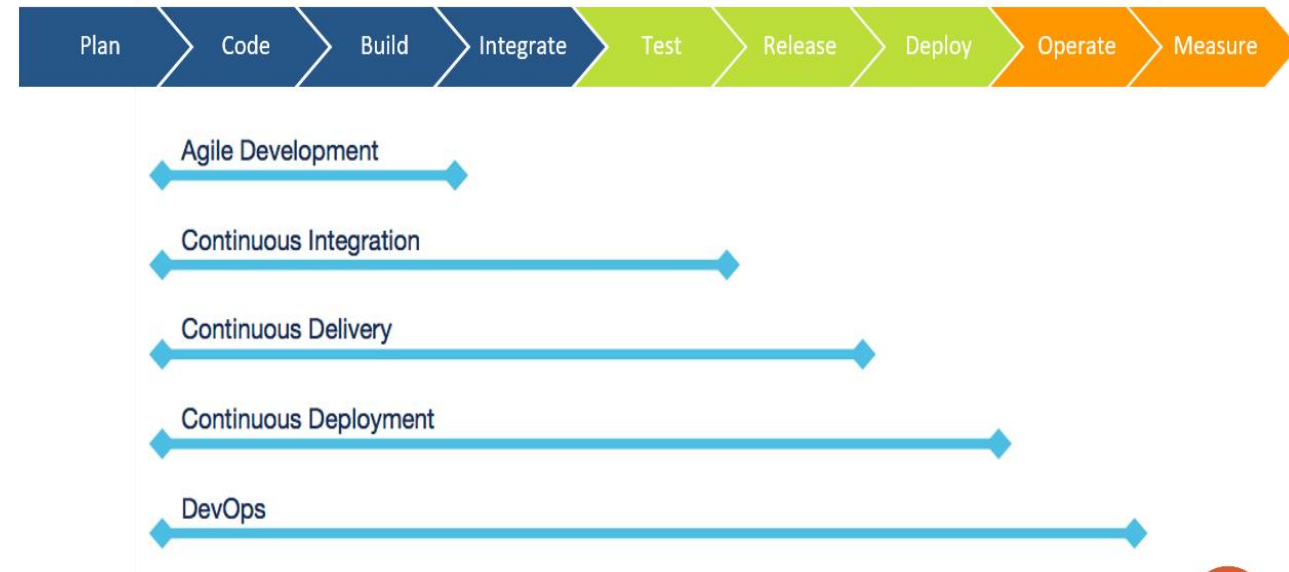 Plan Code Build Integrate Test Release Deploy Operate Measure
Agile Development
Continuous Integration
Continuous Delivery
Continuous Deployment
DevOps